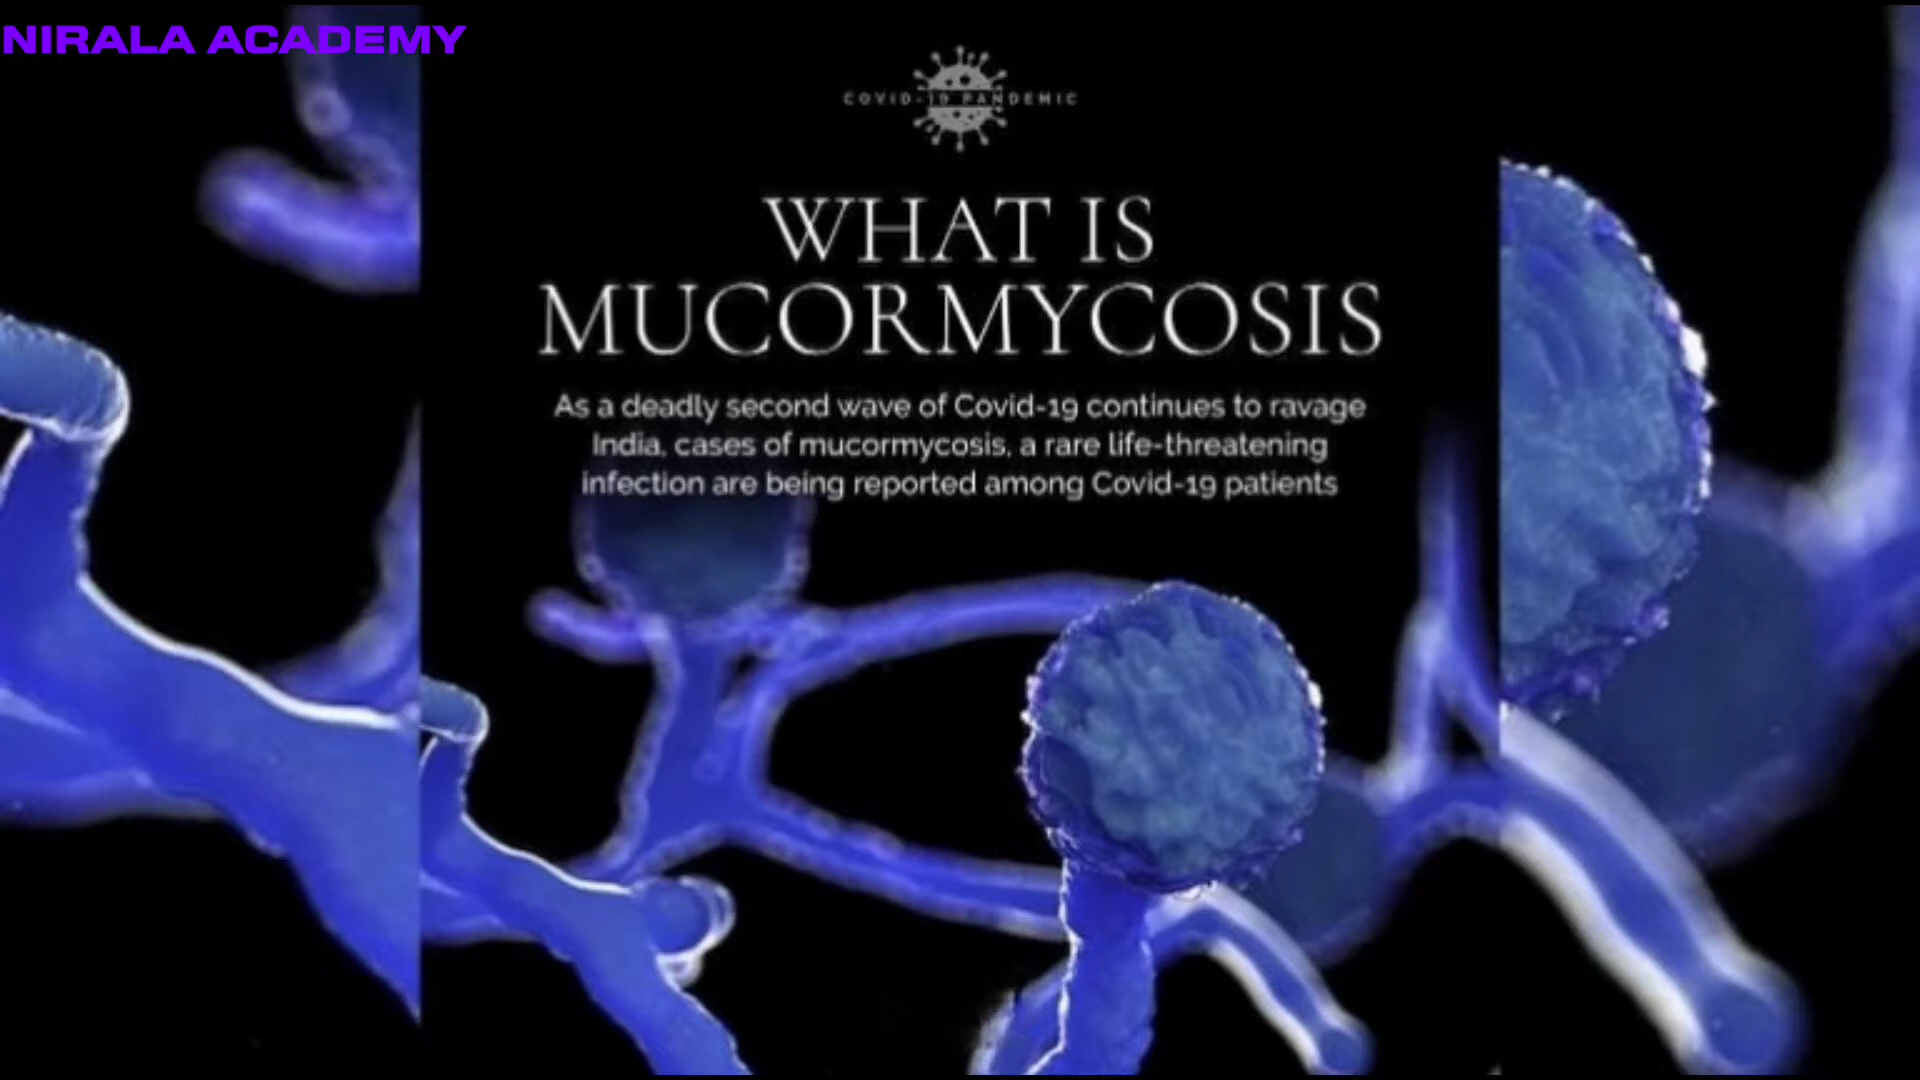 NIRALA ACADEMY
COVID-19 PANDEMIC
WHAT IS
MUCORMYCOSIS
As a deadly second wave of Covid-19 continues to ravage
India, cases of mucormycosis, a rare life-threatening
infection are being reported among Covid-19 patients